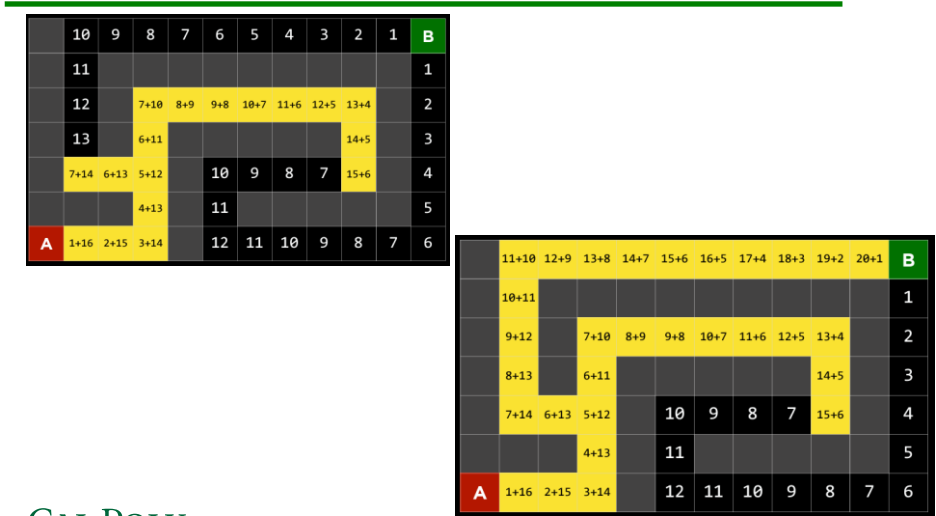 10 9 8 7 6 5 4 3 2 1 B
11 1
12 7+10 8+9 9+8 10+7 11+6 12+5 13+4 2
13 6+11 14+5 3
7+14 6+13 5+12 10 9 8 7 15+6 4
4+13 11 5
A 1+16 2+15 3+14 12 11 10 9 8 7 6
11+10 12+9 13+8 14+7 15+6 16+5 17+4 18+3 19+2 20+1 B
10+11 1
9+12 7+10 8+9 9+8 10+7 11+6 12+5 13+4 2
8+13 6+11 14+5 3
7+14 6+13 5+12 10 9 8 7 15+6 4
4+13 11 5
A 1+16 2+15 3+14 12 11 10 9 8 7 6
CAL POLY